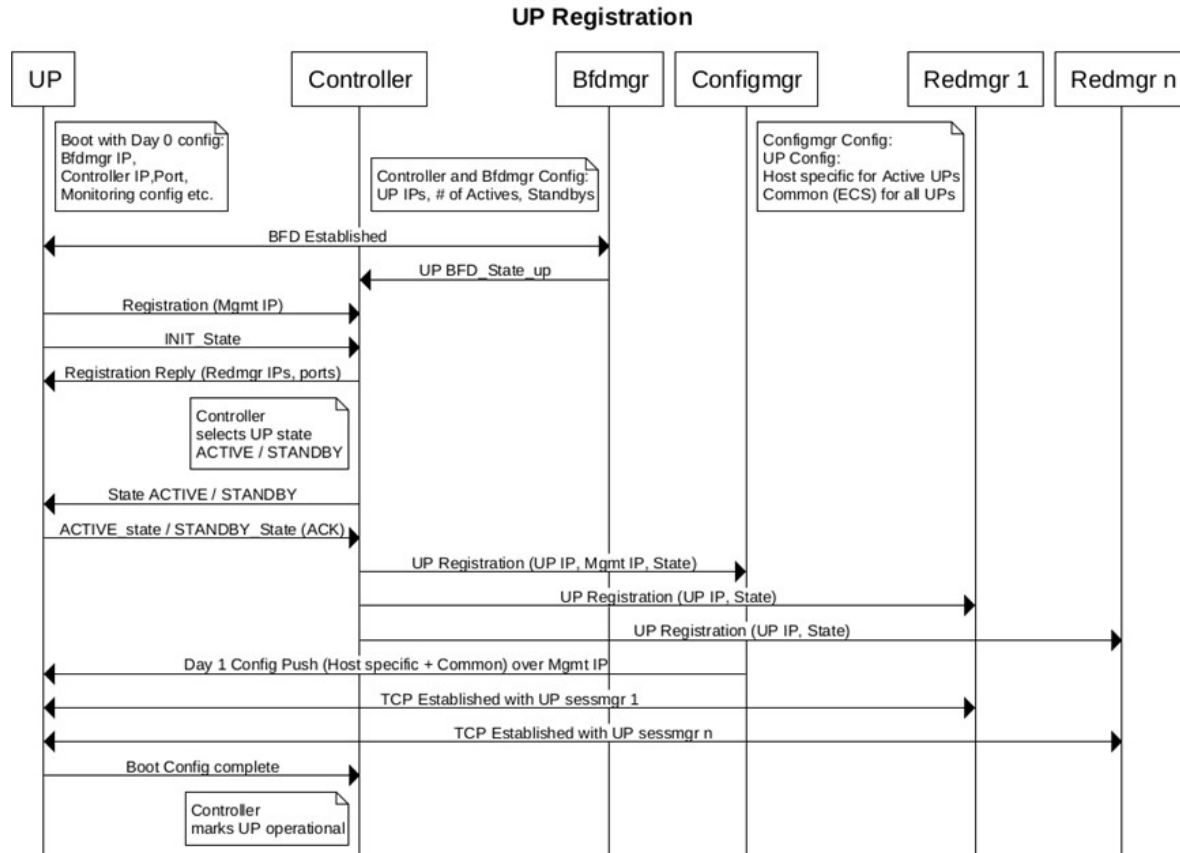 UP Registration
UP
Controller
Bfdmgr
Configmgr
Redmgr 1
Redmgr n
Boot with Day 0 config:
Bfdmgr IP,
Controller IP,Port,
Monitoring config etc.
Controller and Bfdmgr Config:
UP IPs, # of Actives, Standbys
Configmgr Config:
UP Config:
Host specific for Active UPs
Common (ECS) for all UPs
BFD Established
UP BFD_State_up
Registration (Mgmt IP)
INIT_State
Registration Reply (Redmgr IPs, ports)
Controller
selects UP state
ACTIVE / STANDBY
State ACTIVE / STANDBY
ACTIVE_state / STANDBY_State (ACK)
UP Registration (UP IP, Mgmt IP, State)
UP Registration (UP IP, State)
UP Registration (UP IP, State)
Day 1 Config Push (Host specific + Common) over Mgmt IP
TCP Established with UP sessmgr 1
TCP Established with UP sessmgr n
Boot Config complete
Controller
marks UP operational